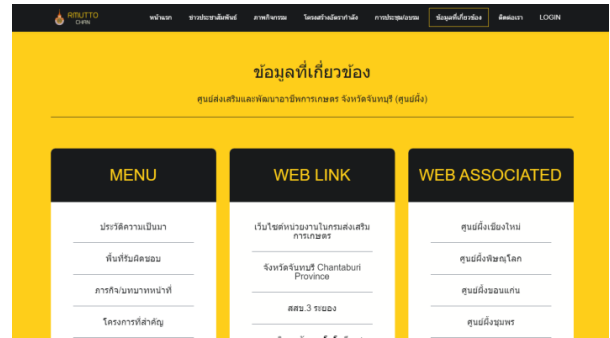 AMUTTO
CHAN
หน้าแรก ข่าวประชาสัมพันธ์ ภาพกิจกรรม โครงสร้างอัตรากำลัง การประชุม/อบรม ข้อมูลที่เกี่ยวข้อง ติดต่อเรา LOGIN
ข้อมูลที่เกี่ยวข้อง
ศูนย์ส่งเสริมและพัฒนาอาชีพการเกษตร จังหวัดจันทบุรี (ศูนย์ผึ้ง)
MENU
ประวัติความเป็นมา
พื้นที่รับผิดชอบ
ภารกิจ/บทบาทหน้าที่
โครงการที่สำคัญ
WEB LINK
เว็บไซต์หน่วยงานในกรมส่งเสริม
การเกษตร
จังหวัดจันทบุรี Chantaburi
Province
สสข.3 ระยอง
WEB ASSOCIATED
ศูนย์ผึ้งเชียงใหม่
ศูนย์ผึ้งพิษณุโลก
ศูนย์ผึ้งขอนแก่น
ศูนย์ผึ้งชุมพร